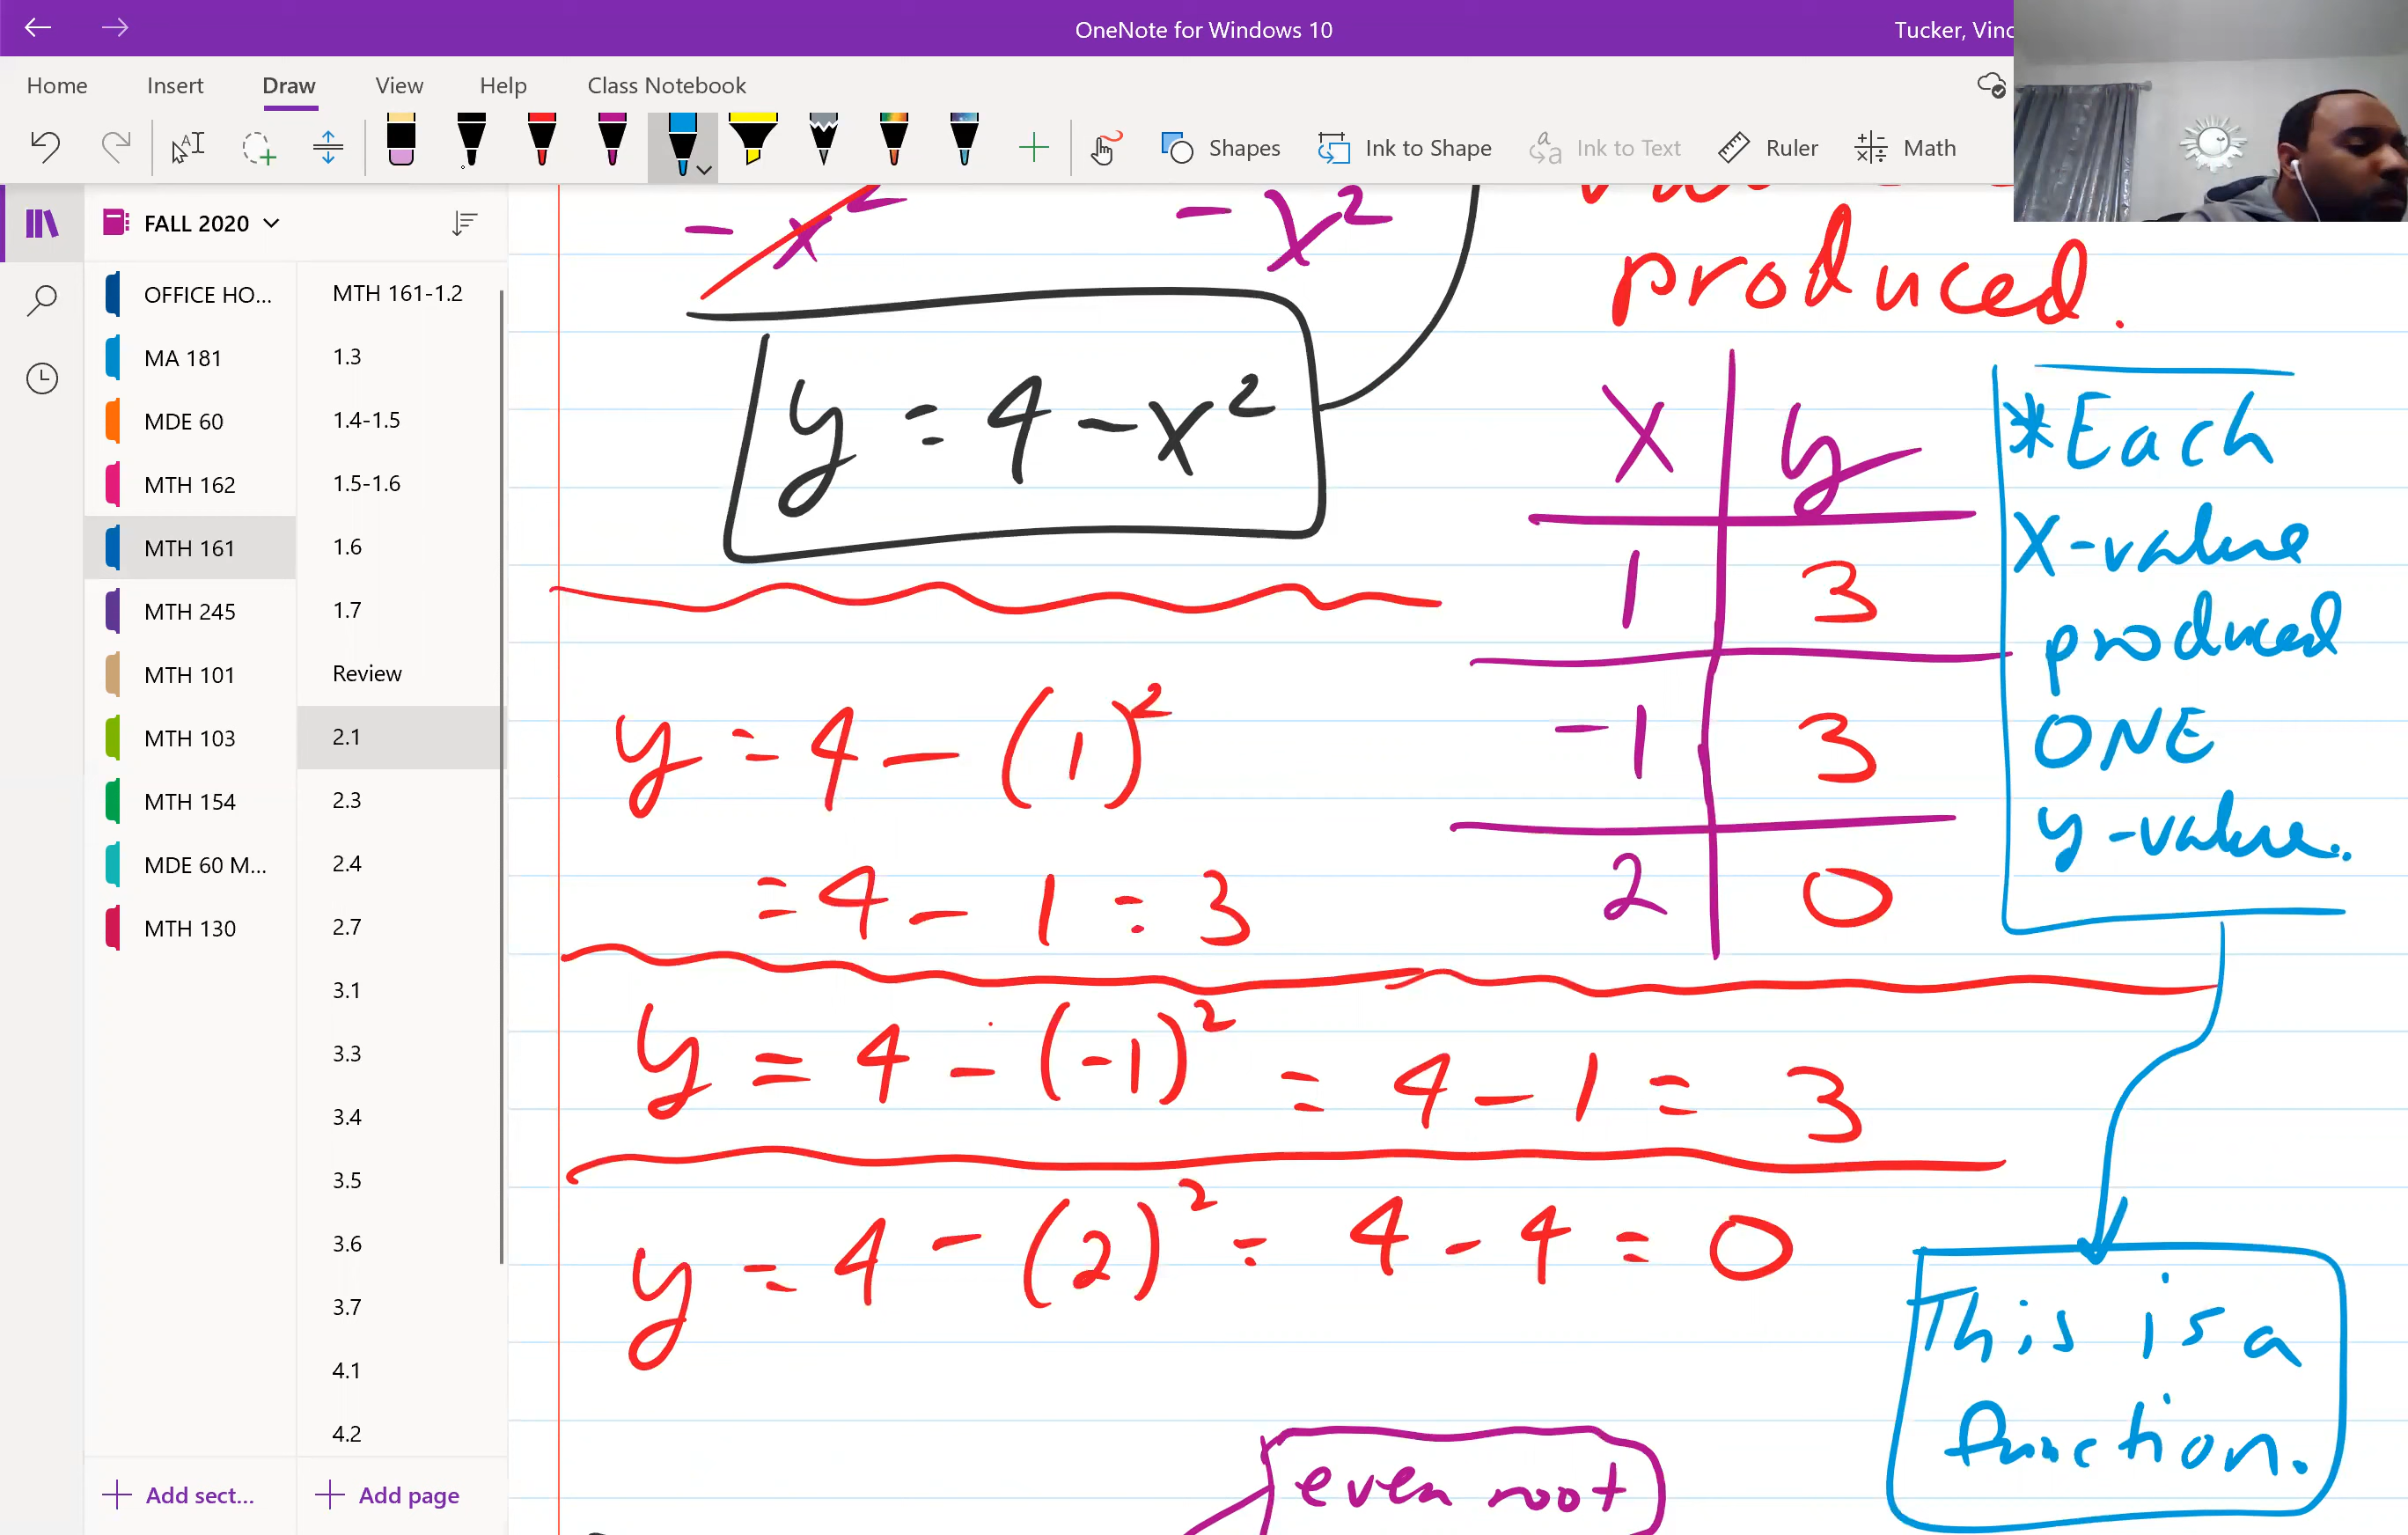 OneNote for Windows 10
Tucker, Vinc
Home Insert Draw View Help Class Notebook
Shapes Ink to Shape Ink to Text Ruler Math
FALL 2020
OFFICE HO...
MA 181
MDE 60
MTH 162
MTH 161
MTH 245
MTH 101
MTH 103
MTH 154
MDE 60 M...
MTH 130
Add sect...
MTH 161-1.2
1.3
1.4-1.5
1.5-1.6
1.6
1.7
Review
2.1
2.3
2.4
2.7
3.1
3.3
3.4
3.5
3.6
3.7
4.1
4.2
Add page
-x² -x²
produced.
y = 4 - x²
x y
1 3
-1 3
2 0
*Each
x-value
produced
ONE
y-value.
y = 4 - (1)²
= 4 - 1 = 3
y = 4 - (-1)² = 4 - 1 = 3
y = 4 - (2)² = 4 - 4 = 0
This is a
function.
even root